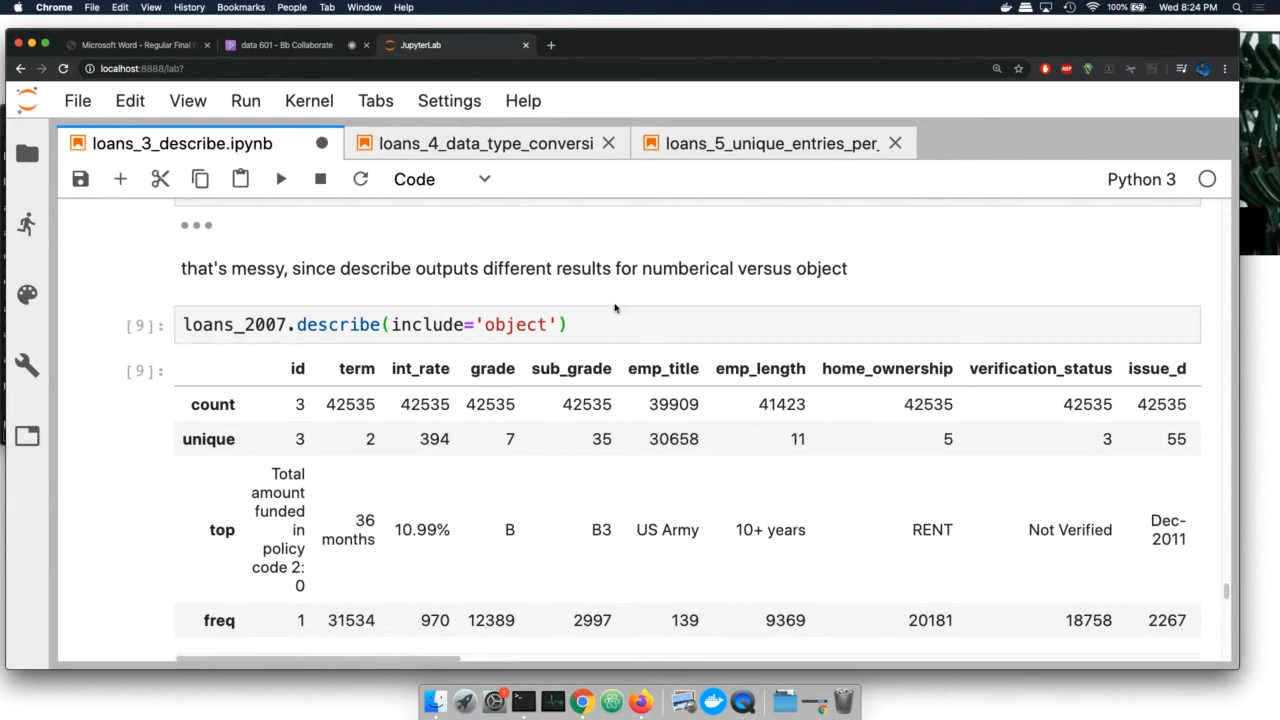 Chrome File Edit View History Bookmarks People Tab Window Help 100% Wed 8:24 PM
Microsoft Word - Regular Final E data 601 - Bb Collaborate JupyterLab
localhost:8888/lab? ABP
File Edit View Run Kernel Tabs Settings Help
loans_3_describe.ipynb loans_4_data_type_conversi loans_5_unique_entries_per_
Code Python 3
that's messy, since describe outputs different results for numberical versus object
[9]: loans_2007.describe(include='object')
[9]: id term int_rate grade sub_grade emp_title emp_length home_ownership verification_status issue_d
count 3 42535 42535 42535 42535 39909 41423 42535 42535 42535
unique 3 2 394 7 35 30658 11 5 3 55
top Total amount funded in policy code 2: 0 36 months 10.99% B B3 US Army 10+ years RENT Not Verified Dec-2011
freq 1 31534 970 12389 2997 139 9369 20181 18758 2267